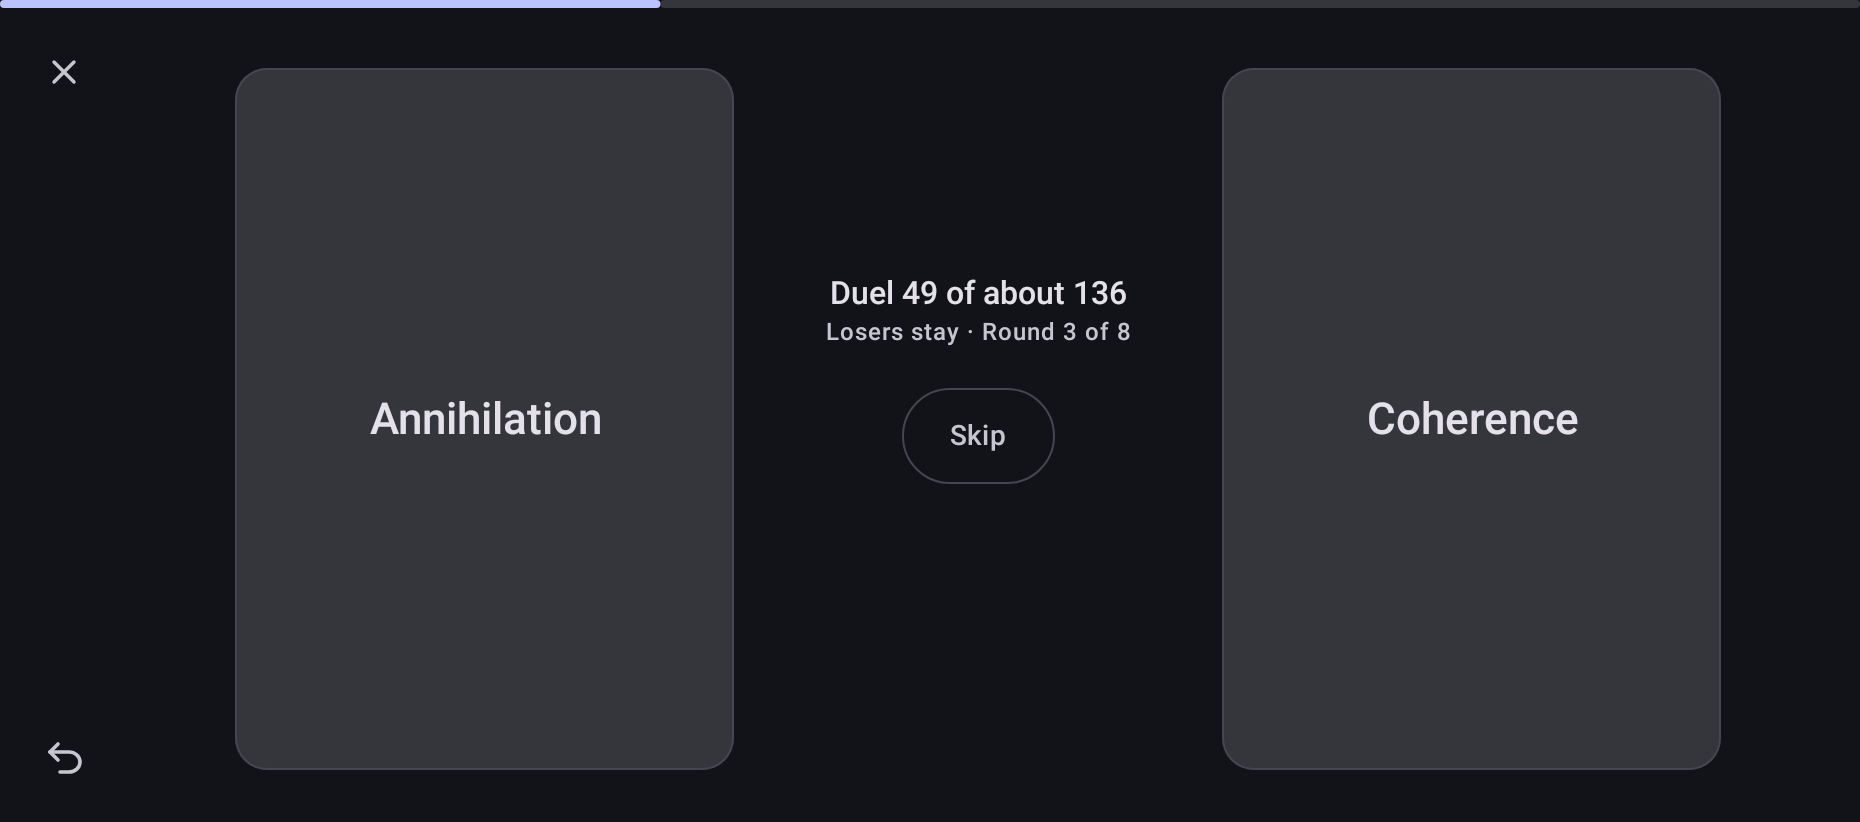 Annihilation
Duel 49 of about 136
Losers stay · Round 3 of 8
Skip
Coherence